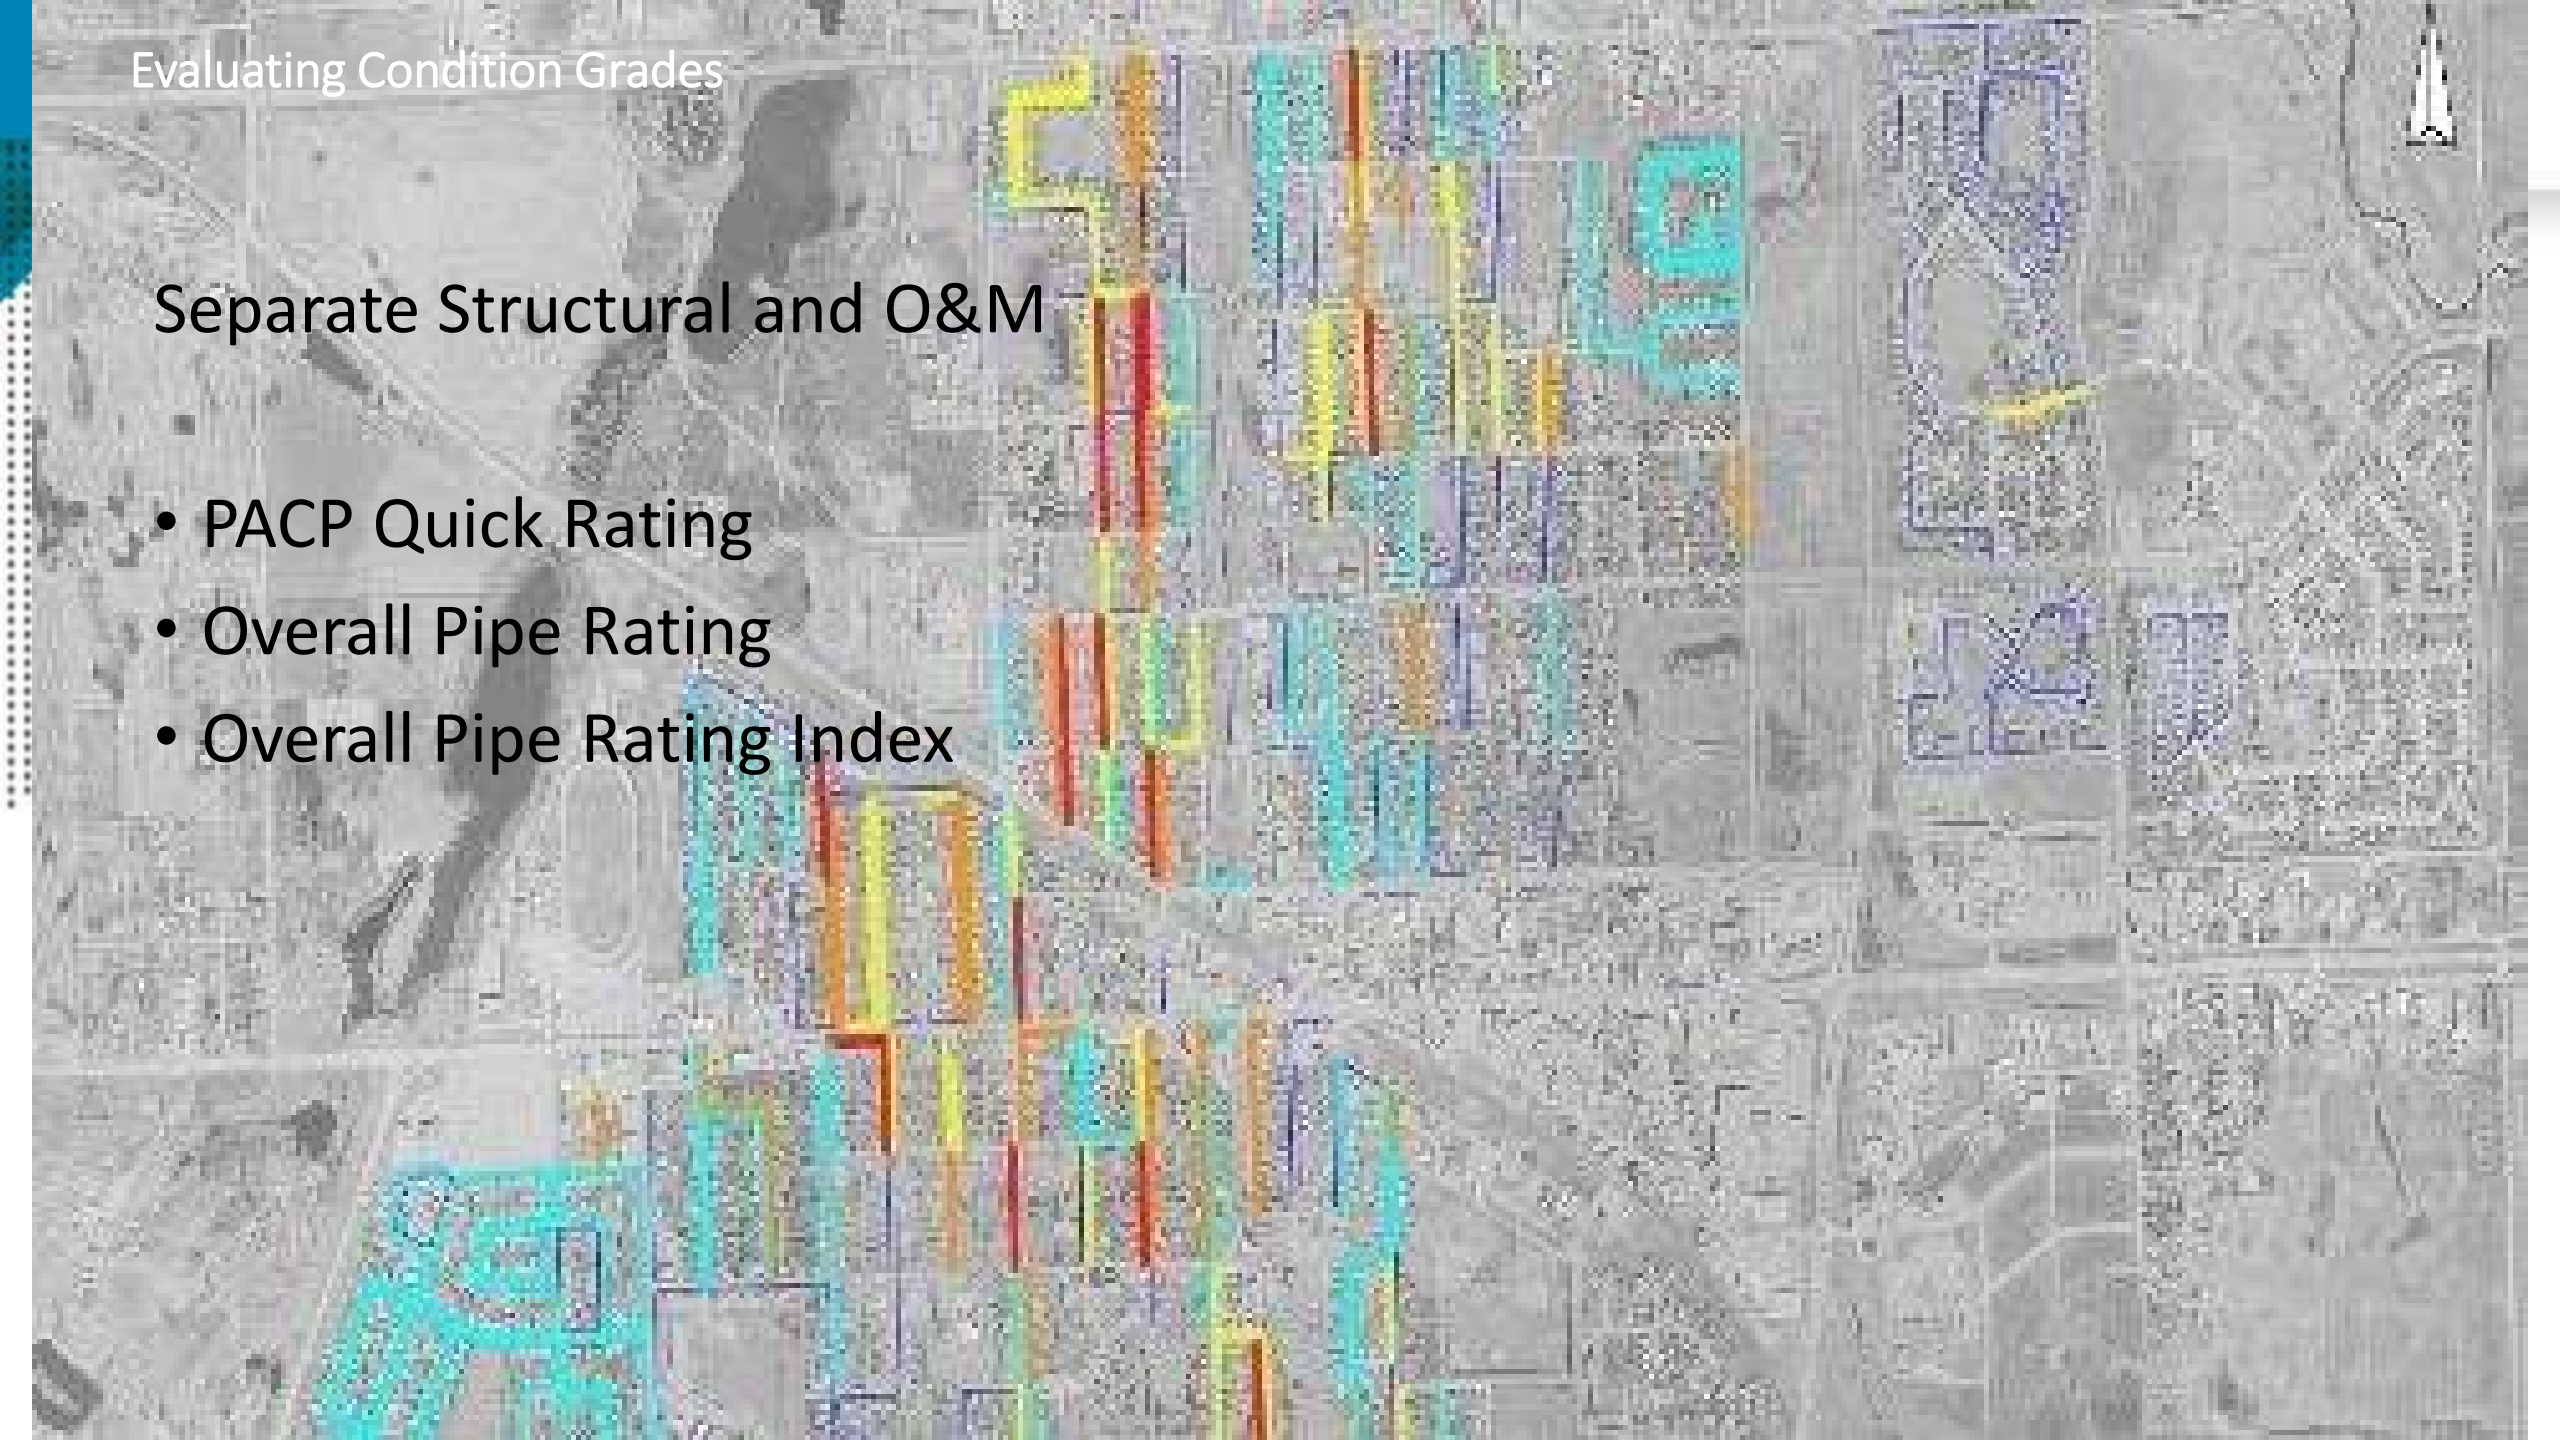 Evaluating Condition Grades
Separate Structural and O&M
• PACP Quick Rating
• Overall Pipe Rating
• Overall Pipe Rating Index